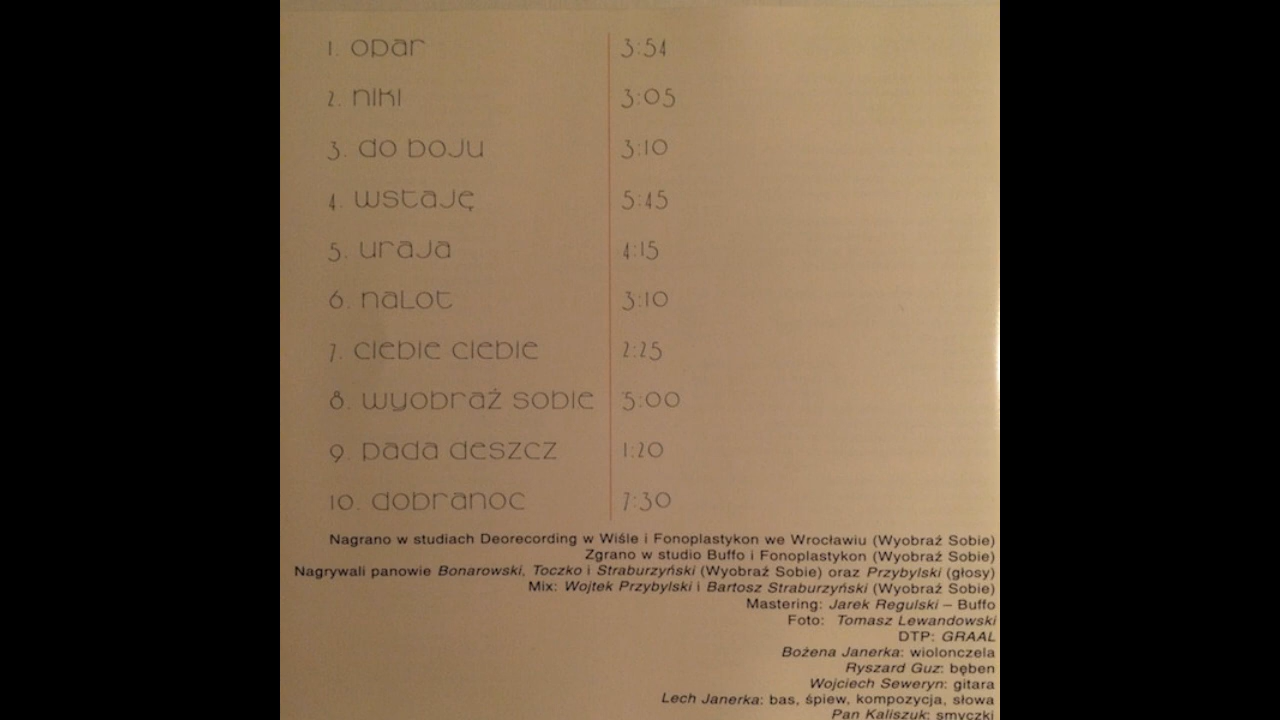 1. opar 3:54
2. niki 3:05
3. do boju 3:10
4. wstaję 5:45
5. uraja 4:15
6. nalot 3:10
7. ciebie ciebie 2:25
8. wyobraź sobie 5:00
9. pada deszcz 1:20
10. dobranoc 7:30
Nagrano w studiach Deorecording w Wiśle i Fonoplastykon we Wrocławiu (Wyobraź Sobie)
Zgrano w studio Buffo i Fonoplastykon (Wyobraź Sobie)
Nagrywali panowie Bonarowski, Toczko i Straburzyński (Wyobraź Sobie) oraz Przybylski (głosy)
Mix: Wojtek Przybylski i Bartosz Straburzyński (Wyobraź Sobie)
Mastering: Jarek Regulski – Buffo
Foto: Tomasz Lewandowski
DTP: GRAAL
Bożena Janerka: wiolonczela
Ryszard Guz: bęben
Wojciech Seweryn: gitara
Lech Janerka: bas, śpiew, kompozycja, słowa
Pan Kaliszuk: smyczki